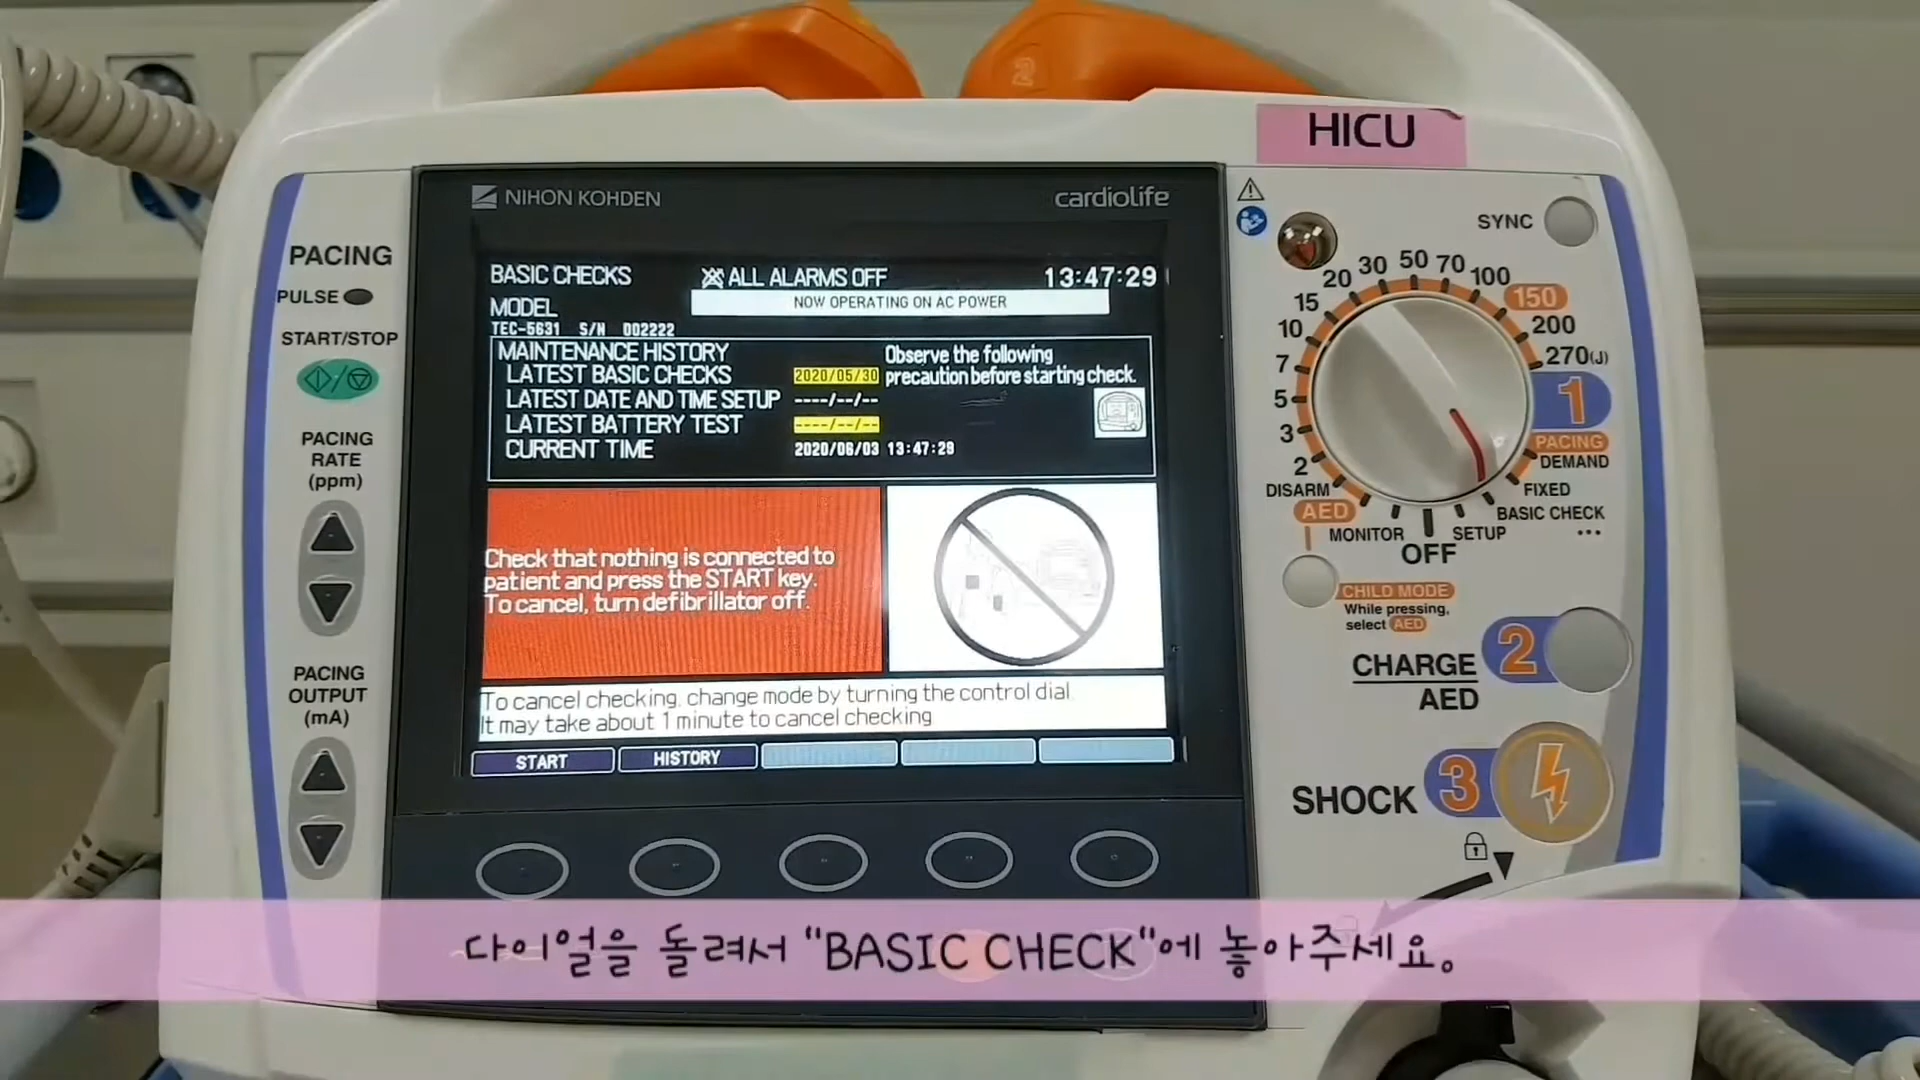 2
HICU
NIHON KOHDEN
cardiolife
PACING
PULSE
START/STOP
PACING
RATE
(ppm)
PACING
OUTPUT
(mA)
BASIC CHECKS
ALL ALARMS OFF
13:47:29
NOW OPERATING ON AC POWER
MODEL
TEC-5631 S/N 002222
MAINTENANCE HISTORY
LATEST BASIC CHECKS 2020/05/30
LATEST DATE AND TIME SETUP ----/--/--
LATEST BATTERY TEST ----/--/--
CURRENT TIME 2020/06/03 13:47:29
Observe the following
precaution before starting check.
Check that nothing is connected to
patient and press the START key.
To cancel, turn defibrillator off.
To cancel checking, change mode by turning the control dial.
It may take about 1 minute to cancel checking
START
HISTORY
SYNC
DISARM
2
3
5
7
10
15
20
30
50
70
100
150
200
270(J)
1
PACING
DEMAND
FIXED
BASIC CHECK
...
SETUP
OFF
MONITOR
AED
CHILD MODE
While pressing,
select AED
CHARGE
AED
2
SHOCK
3
다이얼을 돌려서 "BASIC CHECK"에 놓아주세요.